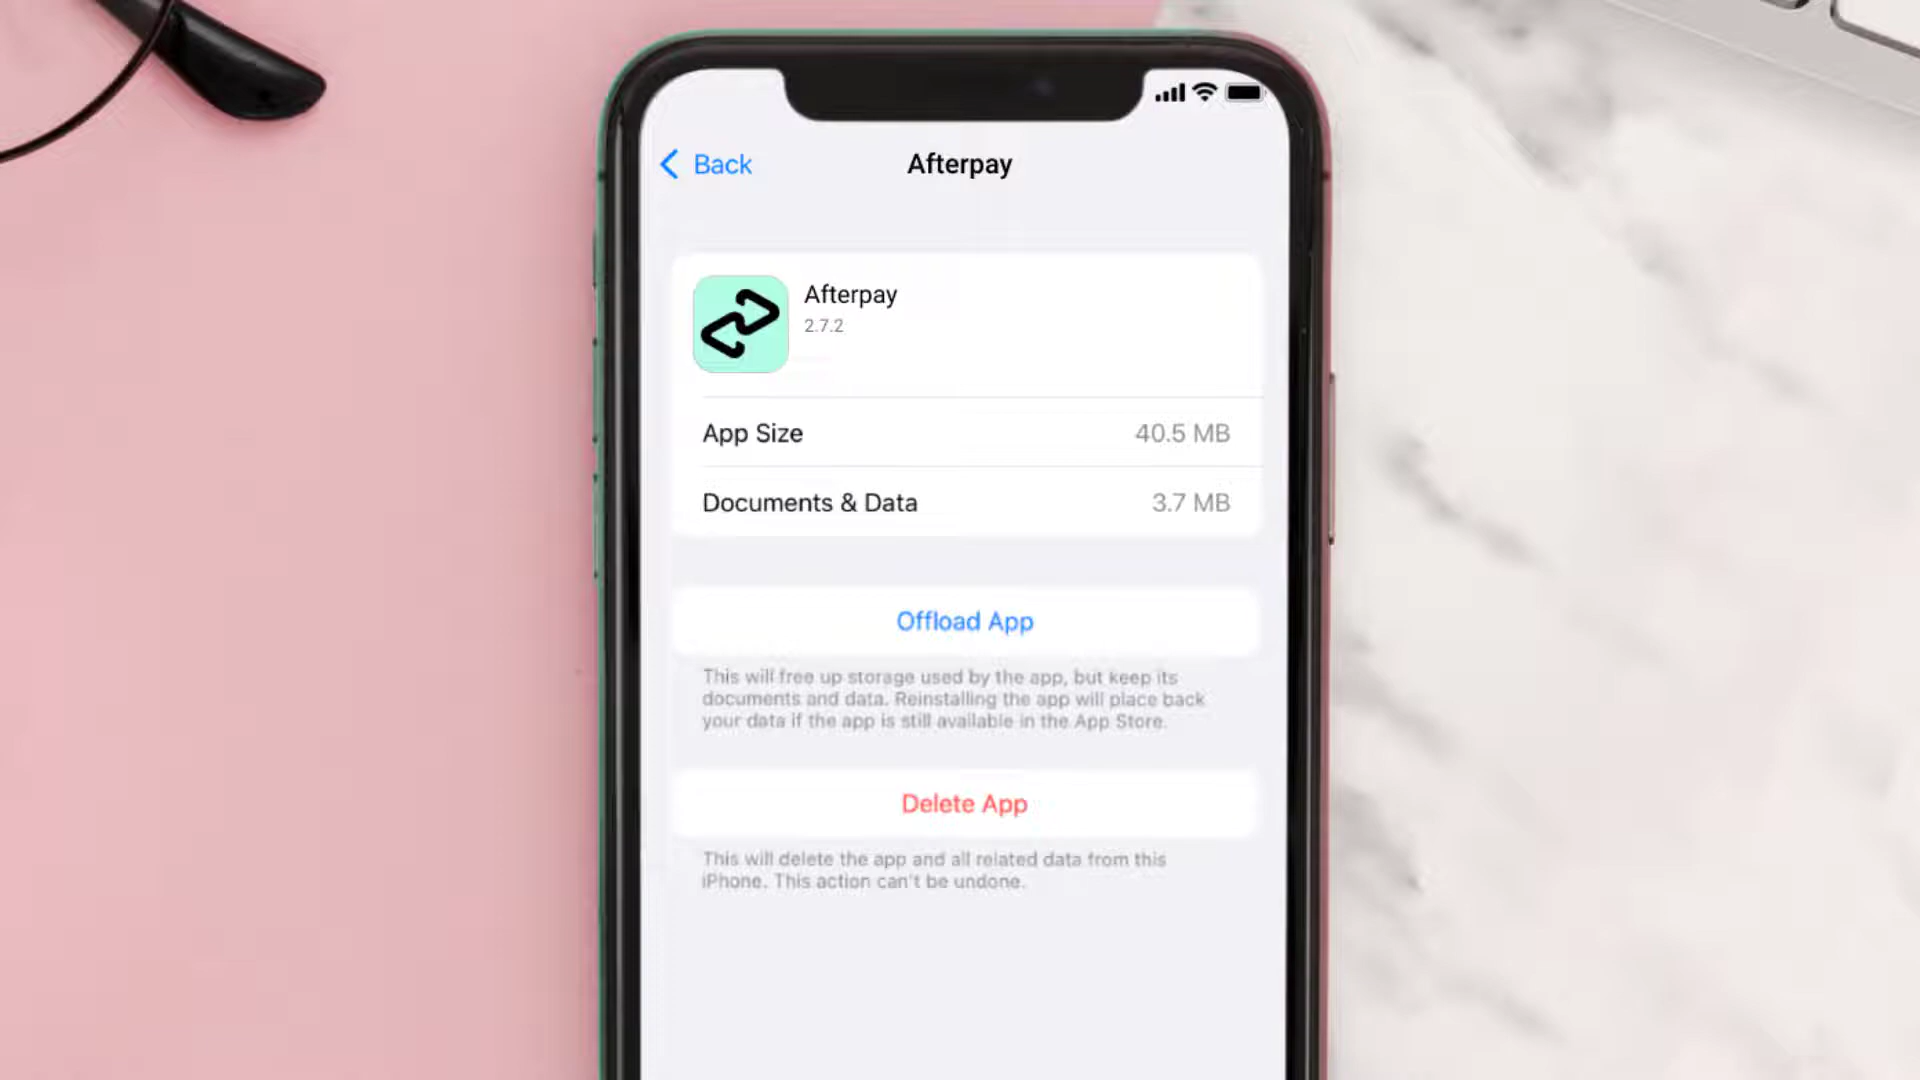 Back
Afterpay
Afterpay
2.7.2
App Size
40.5 MB
Documents & Data
3.7 MB
Offload App
This will free up storage used by the app, but keep its
documents and data. Reinstalling the app will place back
your data if the app is still available in the App Store.
Delete App
This will delete the app and all related data from this
iPhone. This action can't be undone.